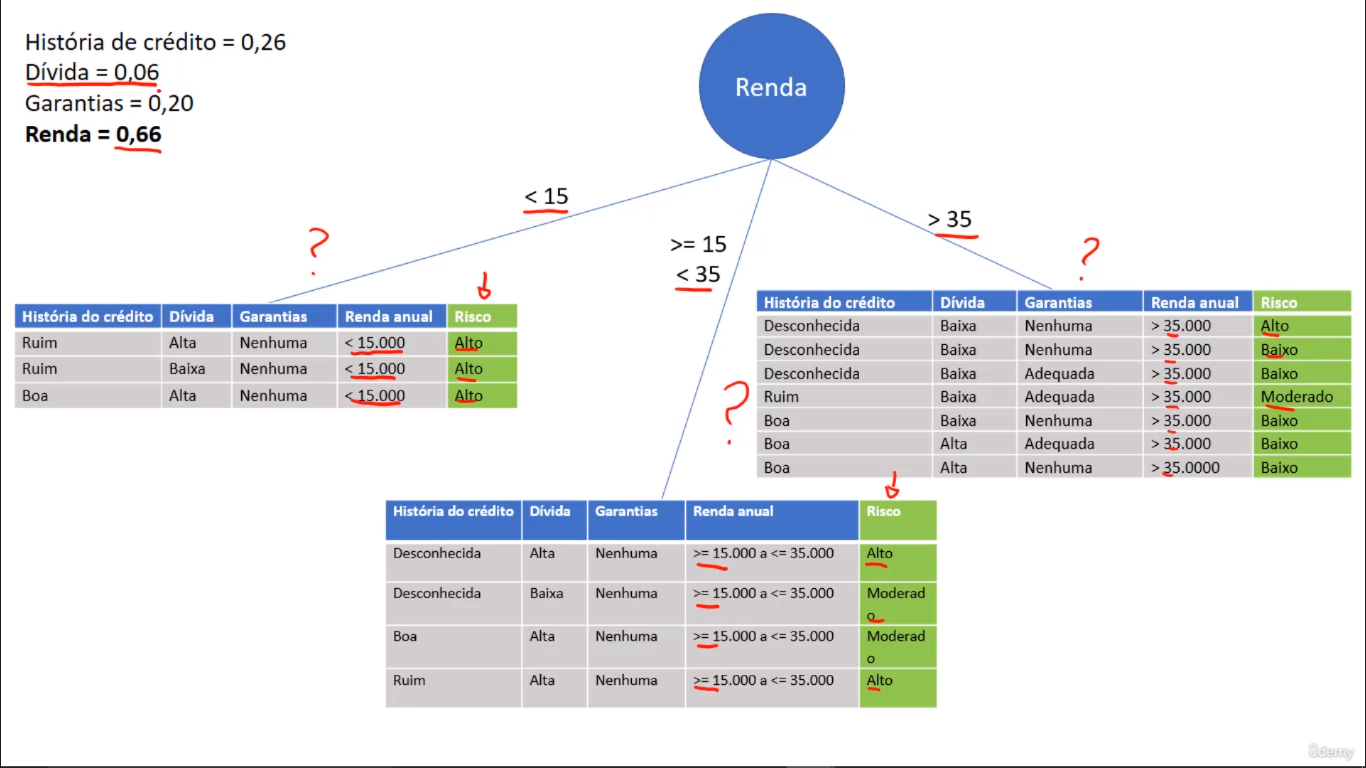 História de crédito = 0,26
Dívida = 0,06
Garantias = 0,20
Renda = 0,66
Renda
< 15
>= 15
< 35
> 35
?
?
?
História do crédito Dívida Garantias Renda anual Risco
Ruim Alta Nenhuma < 15.000 Alto
Ruim Baixa Nenhuma < 15.000 Alto
Boa Alta Nenhuma < 15.000 Alto
História do crédito Dívida Garantias Renda anual Risco
Desconhecida Baixa Nenhuma > 35.000 Alto
Desconhecida Baixa Nenhuma > 35.000 Baixo
Desconhecida Baixa Adequada > 35.000 Baixo
Ruim Baixa Adequada > 35.000 Moderado
Boa Baixa Nenhuma > 35.000 Baixo
Boa Alta Adequada > 35.000 Baixo
Boa Alta Nenhuma > 35.0000 Baixo
História do crédito Dívida Garantias Renda anual Risco
Desconhecida Alta Nenhuma >= 15.000 a <= 35.000 Alto
Desconhecida Baixa Nenhuma >= 15.000 a <= 35.000 Moderad
o
Boa Alta Nenhuma >= 15.000 a <= 35.000 Moderad
o
Ruim Alta Nenhuma >= 15.000 a <= 35.000 Alto
ûdemy